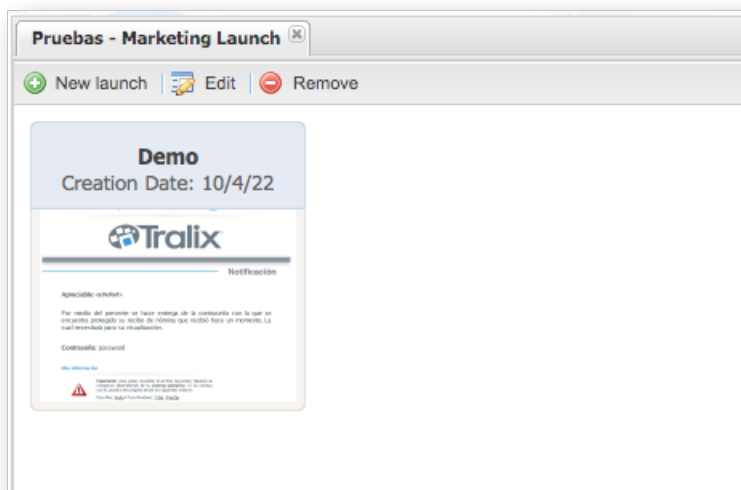 Pruebas - Marketing Launch
New launch Edit Remove
Demo
Creation Date: 10/4/22
Tralix
Notificación
Apreciable:
Por medio del presente se hace entrega de la contraseña con la que se
encuentra protegido su recibo de nómina que recibió hace un momento. La
cual necesitará para su visualización.
Contraseña: password
Más información